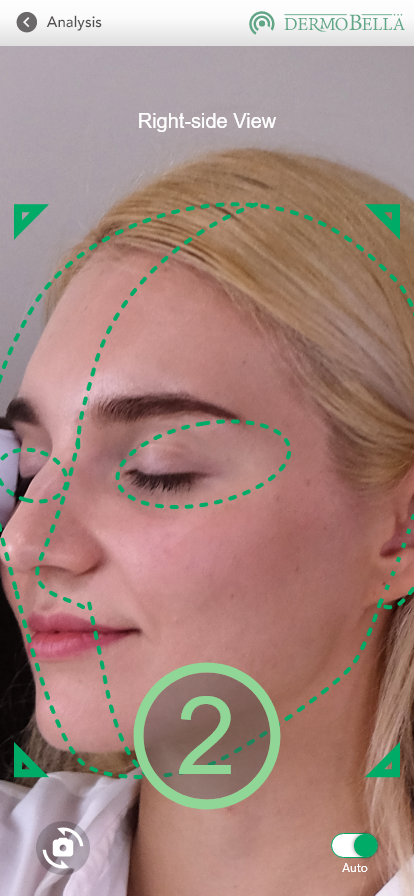 Analysis
DERMOBELLA
Right-side View
2
Auto